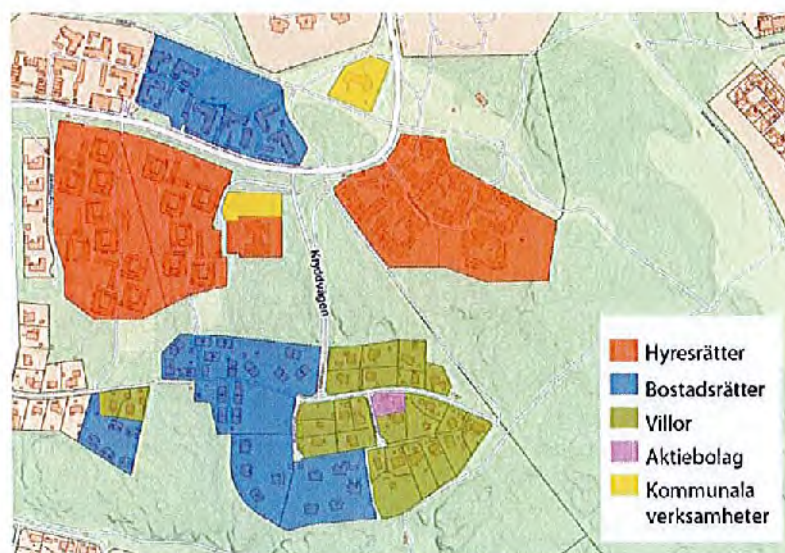 Kryddvägen
Hyresrätter
Bostadsrätter
Villor
Aktiebolag
Kommunala
verksamheter